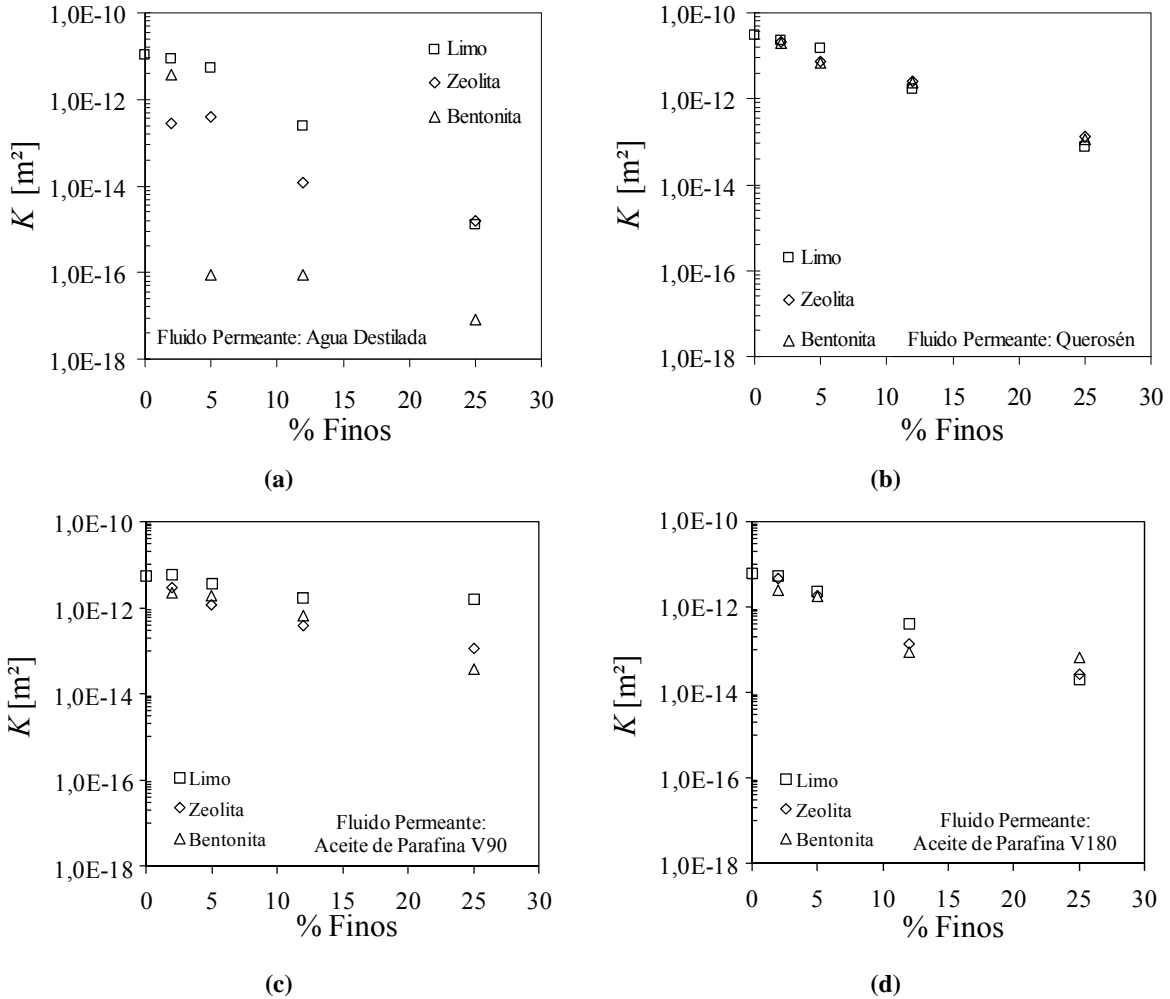 1,0E-10
1,0E-12
1,0E-14
1,0E-16
1,0E-18
K [m²]
Limo
Zeolita
Bentonita
Fluido Permeante: Agua Destilada
0 5 10 15 20 25 30
% Finos
(a)
1,0E-10
1,0E-12
1,0E-14
1,0E-16
1,0E-18
K [m²]
Limo
Zeolita
Bentonita
Fluido Permeante: Querosén
0 5 10 15 20 25 30
% Finos
(b)
1,0E-10
1,0E-12
1,0E-14
1,0E-16
1,0E-18
K [m²]
Limo
Zeolita
Bentonita
Fluido Permeante:
Aceite de Parafina V90
0 5 10 15 20 25 30
% Finos
(c)
1,0E-10
1,0E-12
1,0E-14
1,0E-16
1,0E-18
K [m²]
Limo
Zeolita
Bentonita
Fluido Permeante:
Aceite de Parafina V180
0 5 10 15 20 25 30
% Finos
(d)